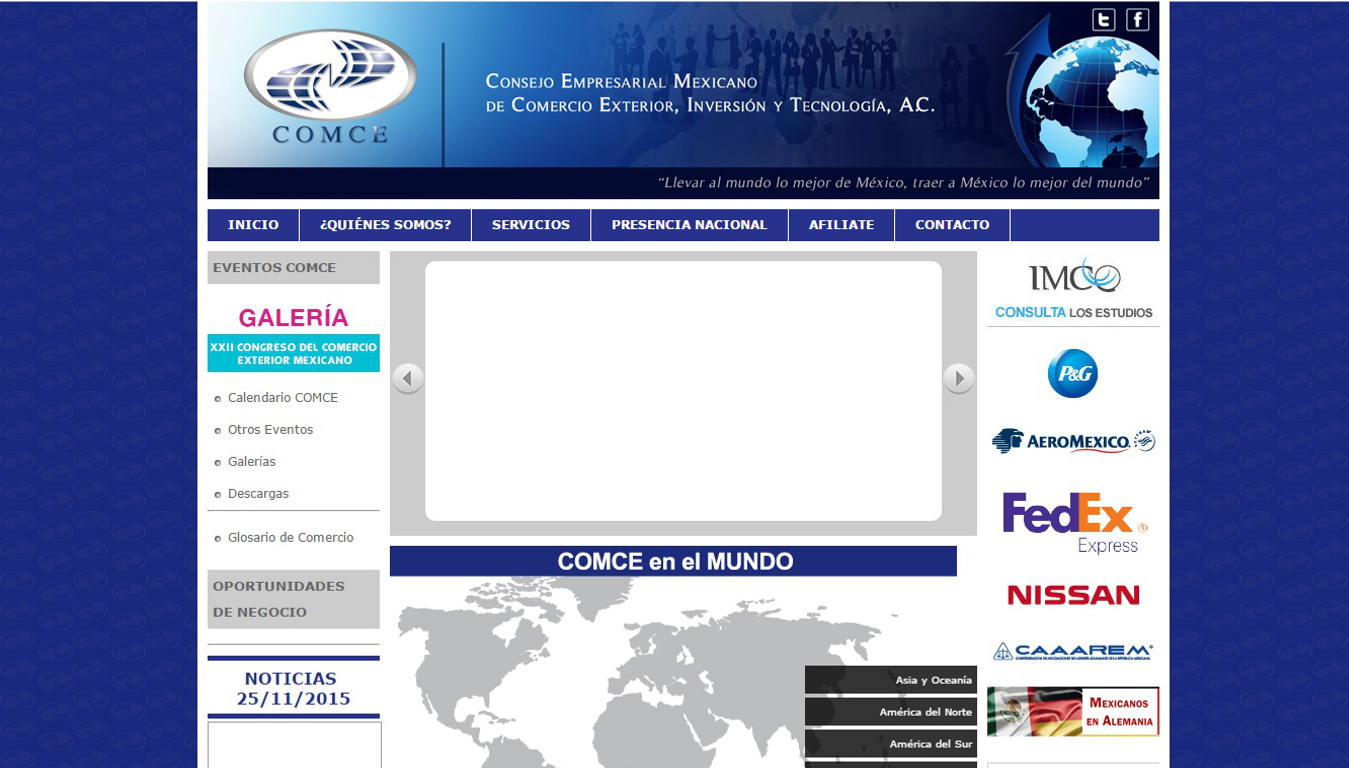 COMCE
CONSEJO EMPRESARIAL MEXICANO
DE COMERCIO EXTERIOR, INVERSIÓN Y TECNOLOGÍA, A.C.
“Llevar al mundo lo mejor de México, traer a México lo mejor del mundo”
INICIO
¿QUIÉNES SOMOS?
SERVICIOS
PRESENCIA NACIONAL
AFILIATE
CONTACTO
EVENTOS COMCE
GALERÍA
XXII CONGRESO DEL COMERCIO
EXTERIOR MEXICANO
Calendario COMCE
Otros Eventos
Galerías
Descargas
Glosario de Comercio
OPORTUNIDADES
DE NEGOCIO
NOTICIAS
25/11/2015
COMCE en el MUNDO
Asia y Oceanía
América del Norte
América del Sur
IMCO
CONSULTA LOS ESTUDIOS
P&G
AEROMEXICO.
FedEx ®
Express
NISSAN
CAAAREM
MEXICANOS
EN ALEMANIA